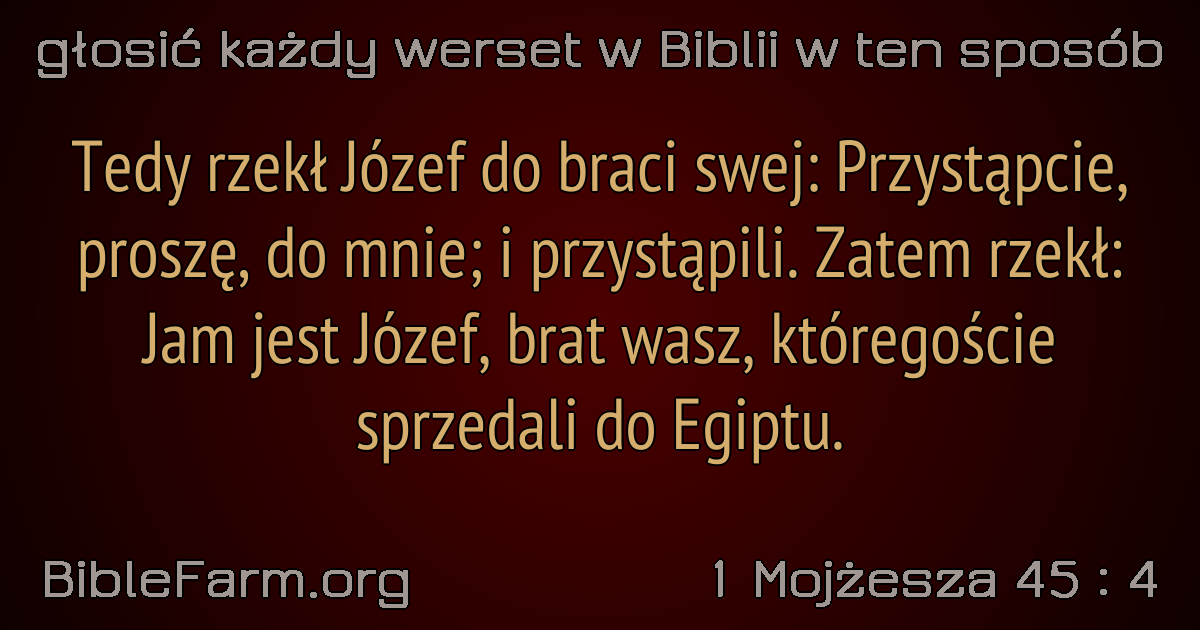 głosić każdy werset w Biblii w ten sposób
Tedy rzekł Józef do braci swej: Przystąpcie,
proszę, do mnie; i przystąpili. Zatem rzekł:
Jam jest Józef, brat wasz, któregoście
sprzedali do Egiptu.
BibleFarm.org
1 Mojżesza 45 : 4